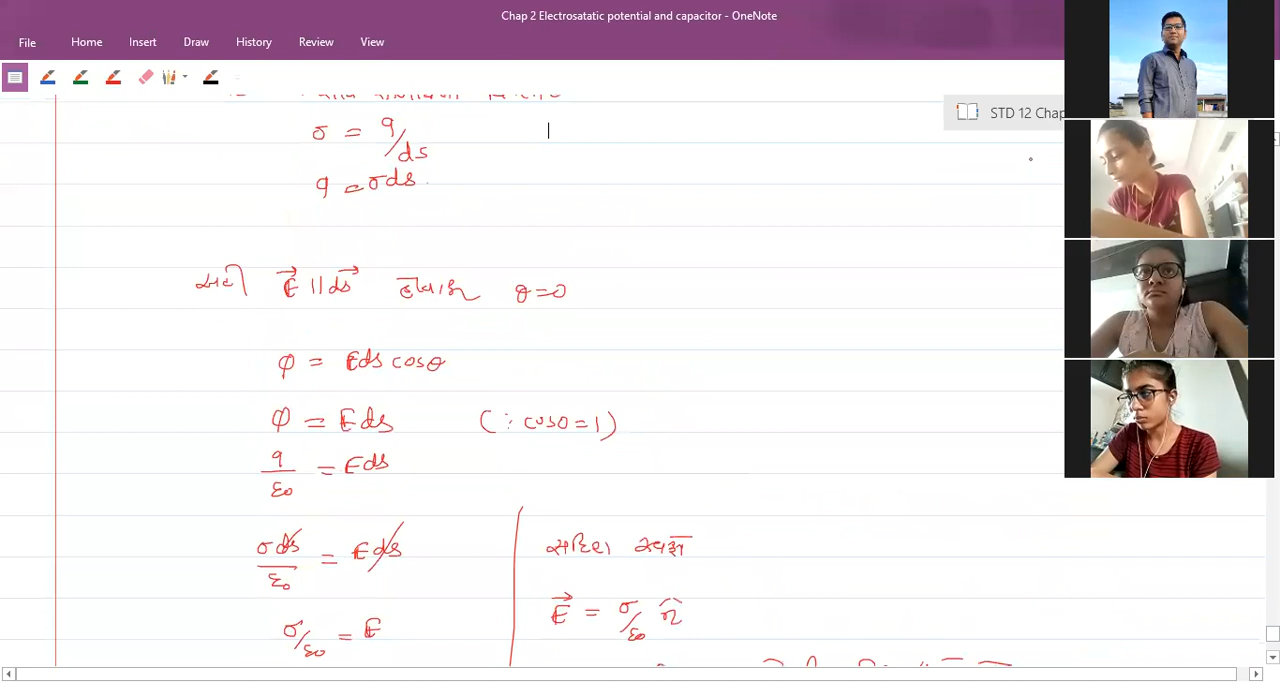 Chap 2 Electrosatatic potential and capacitor - OneNote
File Home Insert Draw History Review View
STD 12 Chap
σ = q/ds
q = σds.
અહીં E⃗ || ds⃗ હોવાથી θ=0
φ = Eds cosθ
φ = Eds (∵ cos0=1)
q/ε₀ = Eds
σds/ε₀ = Eds
σ/ε₀ = E
સદિશ સ્વરૂપ
E⃗ = σ/ε₀ n̂